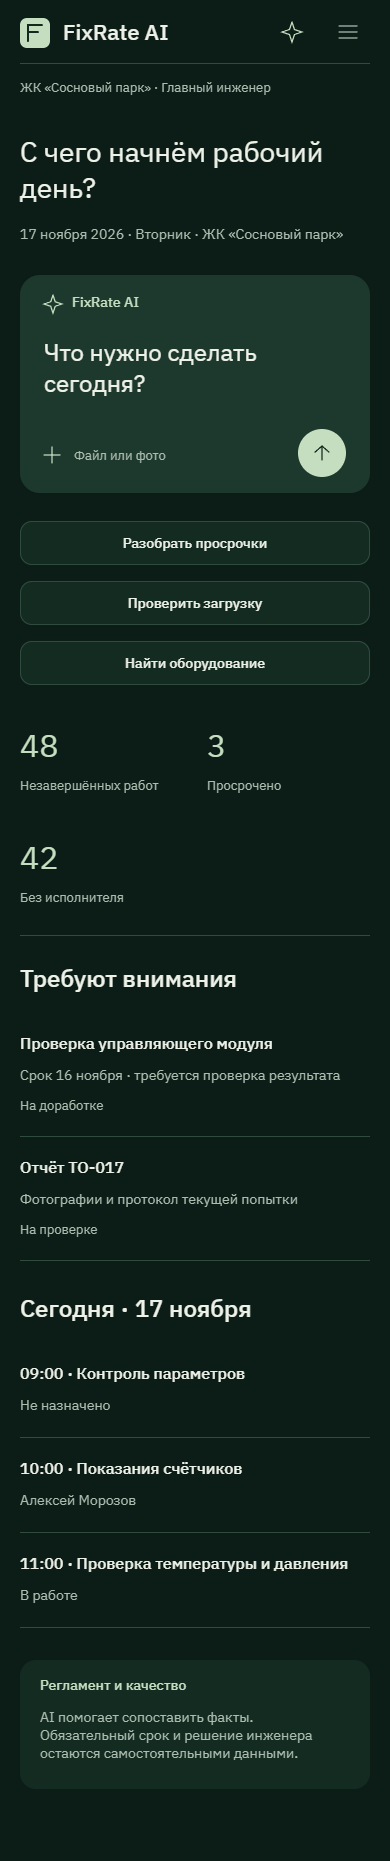 FixRate AI
ЖК «Сосновый парк» · Главный инженер
С чего начнём рабочий
день?
17 ноября 2026 · Вторник · ЖК «Сосновый парк»
FixRate AI
Что нужно сделать
сегодня?
Файл или фото
Разобрать просрочки
Проверить загрузку
Найти оборудование
48 3
Незавершённых работ Просрочено
42
Без исполнителя
Требуют внимания
Проверка управляющего модуля
Срок 16 ноября · требуется проверка результата
На доработке
Отчёт ТО-017
Фотографии и протокол текущей попытки
На проверке
Сегодня · 17 ноября
09:00 · Контроль параметров
Не назначено
10:00 · Показания счётчиков
Алексей Морозов
11:00 · Проверка температуры и давления
В работе
Регламент и качество
AI помогает сопоставить факты.
Обязательный срок и решение инженера
остаются самостоятельными данными.